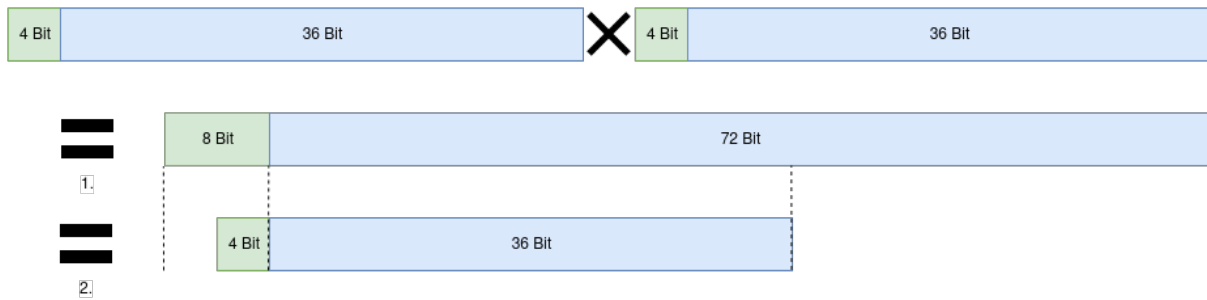 4 Bit 36 Bit 4 Bit 36 Bit
8 Bit 72 Bit
1.
4 Bit 36 Bit
2.